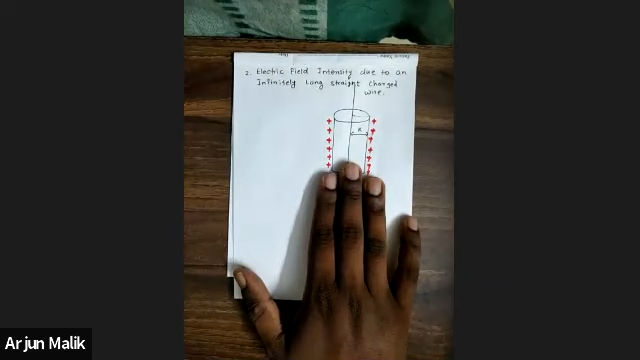 2. Electric Field Intensity due to an
Infinitely Long Straight Charged
Wire.
R
Arjun Malik